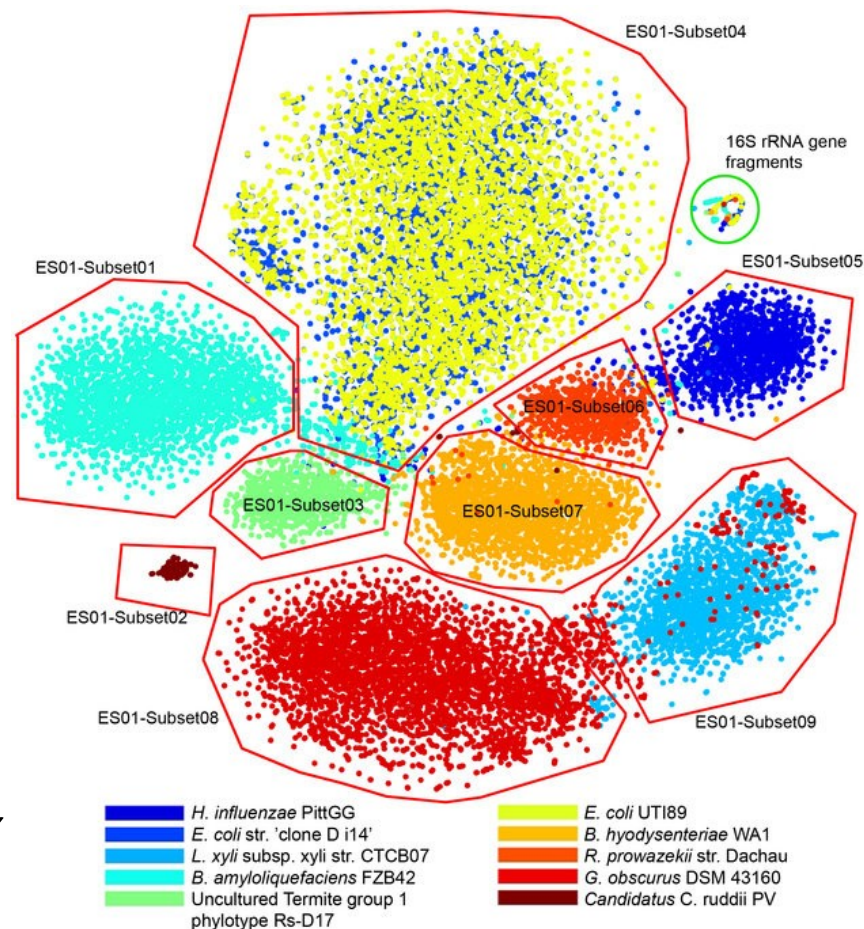 ES01-Subset04
16S rRNA gene
fragments
ES01-Subset01
ES01-Subset05
ES01-Subset06
ES01-Subset03
ES01-Subset07
ES01-Subset02
ES01-Subset08
ES01-Subset09
H. influenzae PittGG
E. coli str. 'clone D i14'
L. xyli subsp. xyli str. CTCB07
B. amyloliquefaciens FZB42
Uncultured Termite group 1
phylotype Rs-D17
E. coli UTI89
B. hyodysenteriae WA1
R. prowazekii str. Dachau
G. obscurus DSM 43160
Candidatus C. ruddii PV